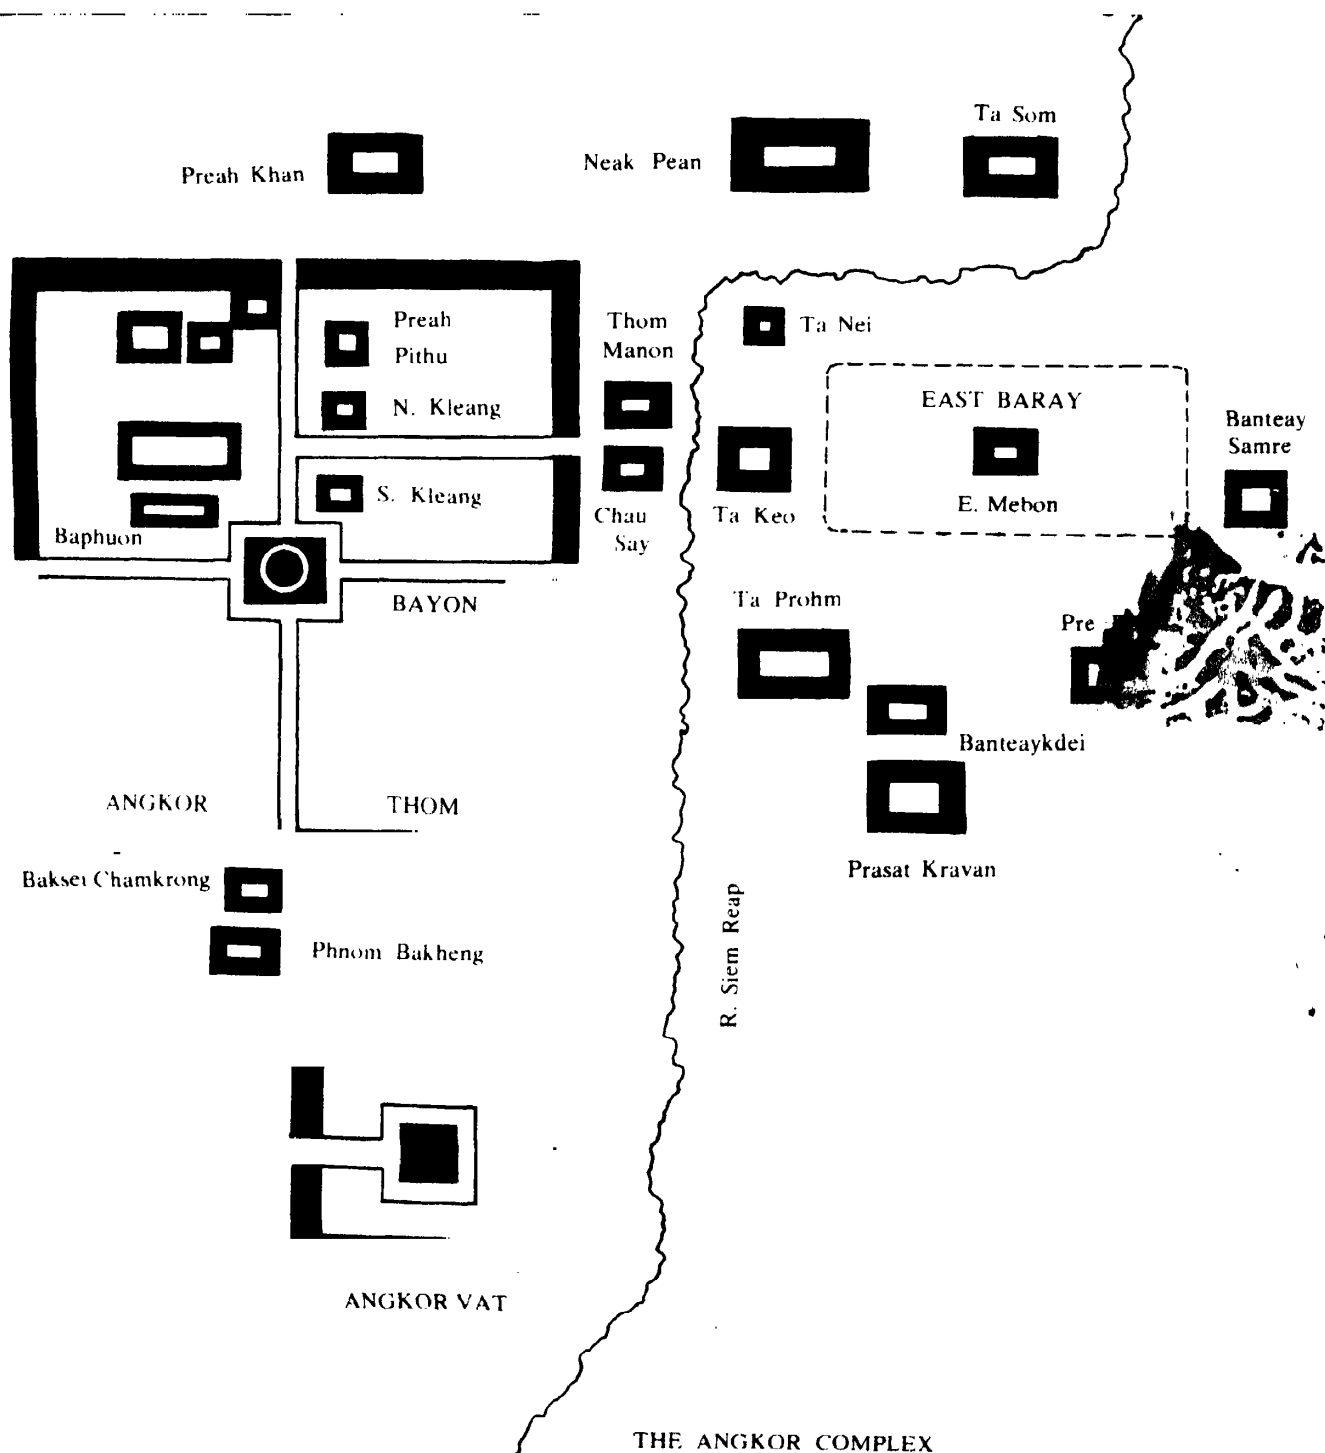 Ta Som
Neak Pean
Preah Khan
Preah
Pithu
Thom
Manon
Ta Nei
N. Kleang
EAST BARAY
Banteay
Samre
S. Kleang
E. Mebon
Chau
Say
Ta Keo
Baphuon
BAYON
Ta Prohm
Pre
Banteaykdei
ANGKOR THOM
Baksei Chamkrong
Prasat Kravan
Phnom Bakheng
R. Siem Reap
ANGKOR VAT
THE ANGKOR COMPLEX